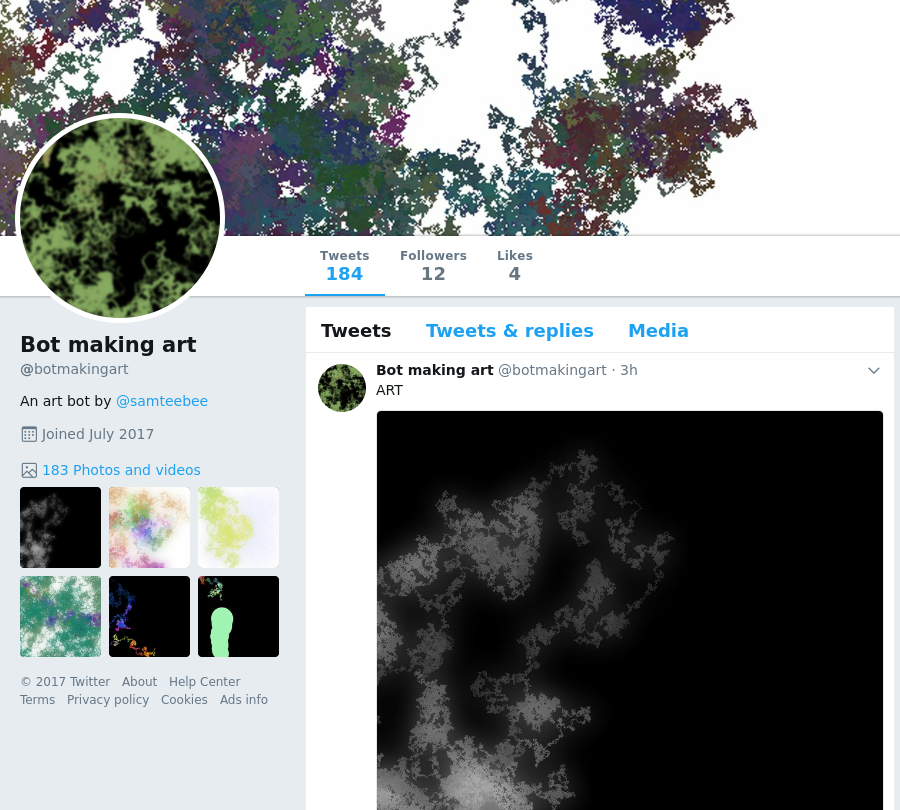 Tweets Followers Likes
184 12 4
Bot making art
@botmakingart
An art bot by @samteebee
Joined July 2017
183 Photos and videos
© 2017 Twitter About Help Center
Terms Privacy policy Cookies Ads info
Tweets Tweets & replies Media
Bot making art @botmakingart · 3h
ART